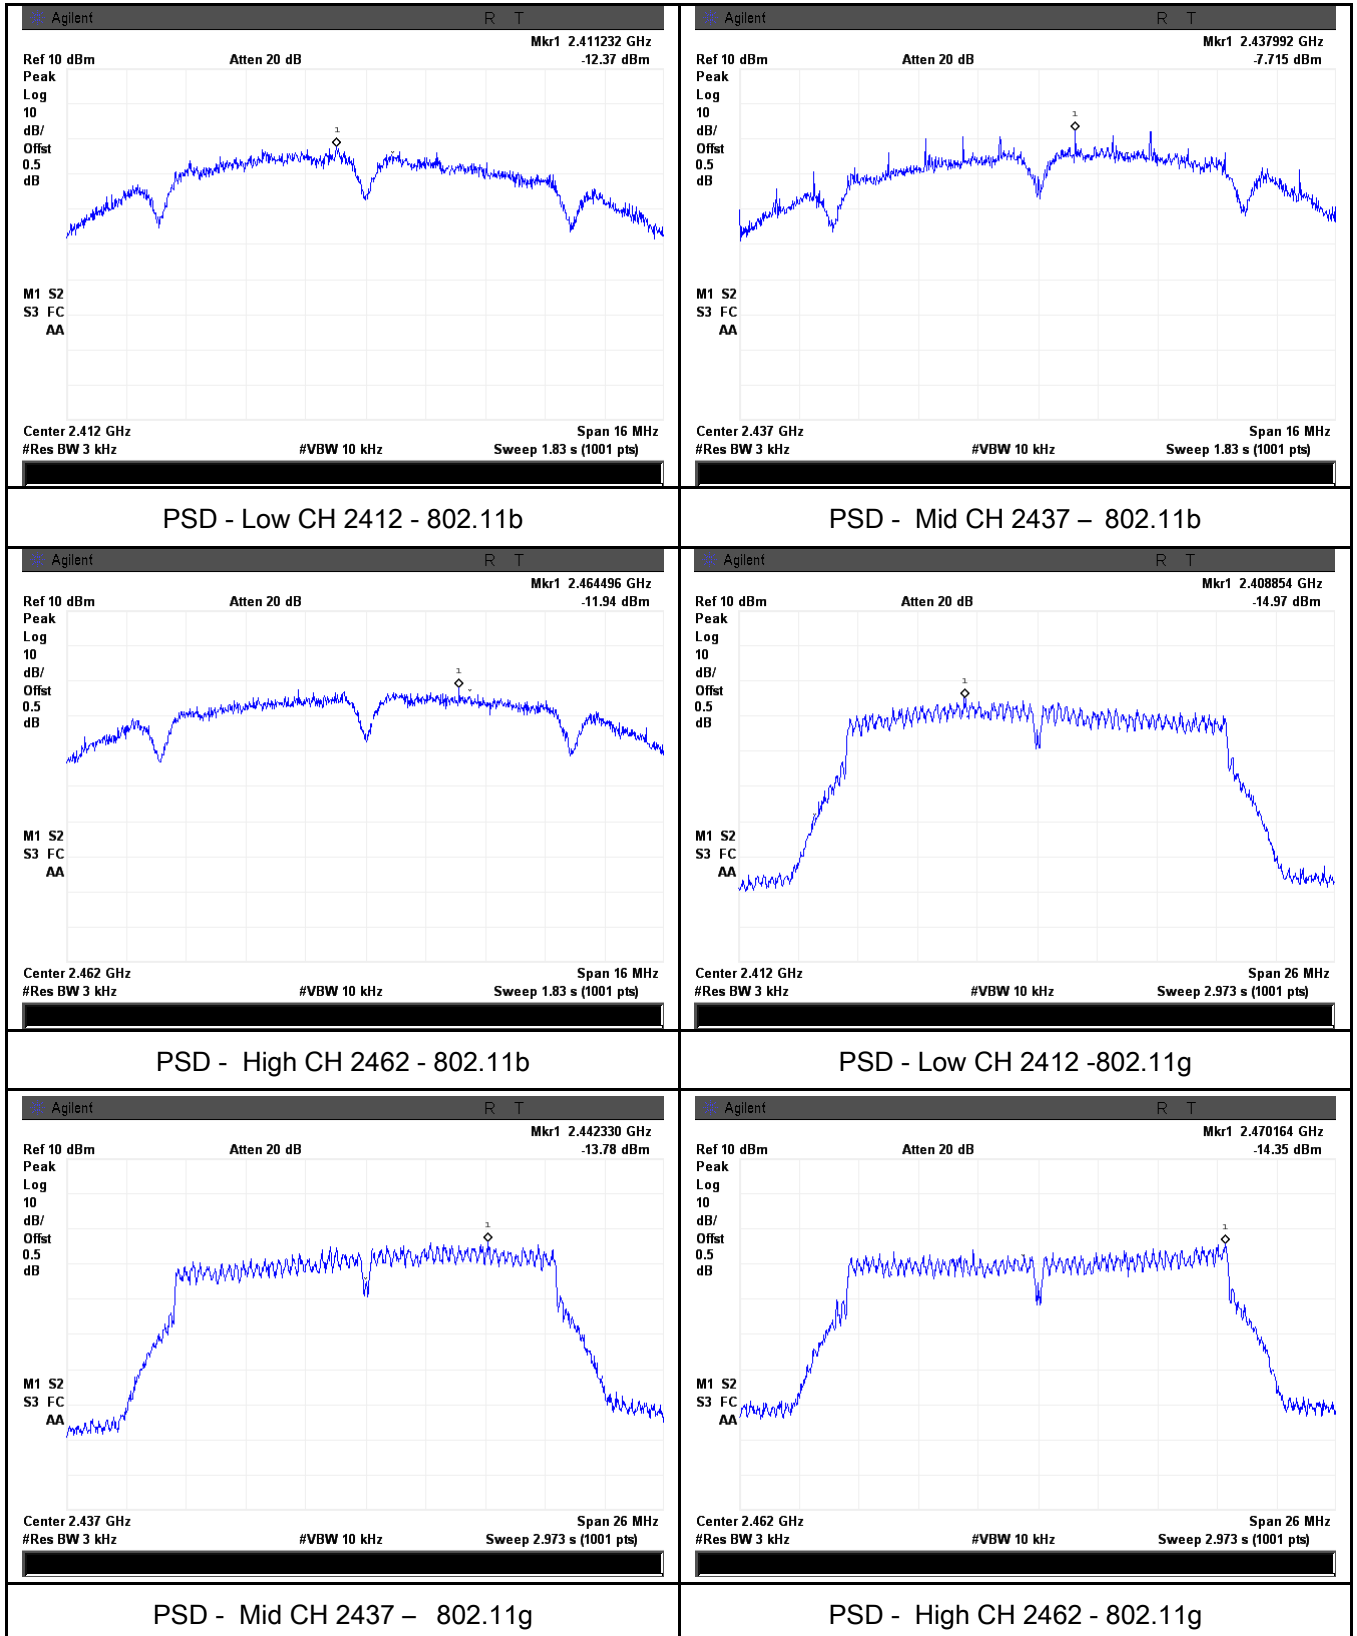 Agilent R T
Mkr1 2.411232 GHz
Ref 10 dBm Atten 20 dB -12.37 dBm
Peak
Log
10
dB/
Offst
0.5
dB
1
M1 S2
S3 FC
AA
Center 2.412 GHz Span 16 MHz
#Res BW 3 kHz #VBW 10 kHz Sweep 1.83 s (1001 pts)
PSD - Low CH 2412 - 802.11b
Agilent R T
Mkr1 2.437992 GHz
Ref 10 dBm Atten 20 dB -7.715 dBm
Peak
Log
10
dB/
Offst
0.5
dB
1
M1 S2
S3 FC
AA
Center 2.437 GHz Span 16 MHz
#Res BW 3 kHz #VBW 10 kHz Sweep 1.83 s (1001 pts)
PSD - Mid CH 2437 – 802.11b
Agilent R T
Mkr1 2.464496 GHz
Ref 10 dBm Atten 20 dB -11.94 dBm
Peak
Log
10
dB/
Offst
0.5
dB
1
M1 S2
S3 FC
AA
Center 2.462 GHz Span 16 MHz
#Res BW 3 kHz #VBW 10 kHz Sweep 1.83 s (1001 pts)
PSD - High CH 2462 - 802.11b
Agilent R T
Mkr1 2.408854 GHz
Ref 10 dBm Atten 20 dB -14.97 dBm
Peak
Log
10
dB/
Offst
0.5
dB
1
M1 S2
S3 FC
AA
Center 2.412 GHz Span 26 MHz
#Res BW 3 kHz #VBW 10 kHz Sweep 2.973 s (1001 pts)
PSD - Low CH 2412 -802.11g
Agilent R T
Mkr1 2.442330 GHz
Ref 10 dBm Atten 20 dB -13.78 dBm
Peak
Log
10
dB/
Offst
0.5
dB
1
M1 S2
S3 FC
AA
Center 2.437 GHz Span 26 MHz
#Res BW 3 kHz #VBW 10 kHz Sweep 2.973 s (1001 pts)
PSD - Mid CH 2437 – 802.11g
Agilent R T
Mkr1 2.470164 GHz
Ref 10 dBm Atten 20 dB -14.35 dBm
Peak
Log
10
dB/
Offst
0.5
dB
1
M1 S2
S3 FC
AA
Center 2.462 GHz Span 26 MHz
#Res BW 3 kHz #VBW 10 kHz Sweep 2.973 s (1001 pts)
PSD - High CH 2462 - 802.11g